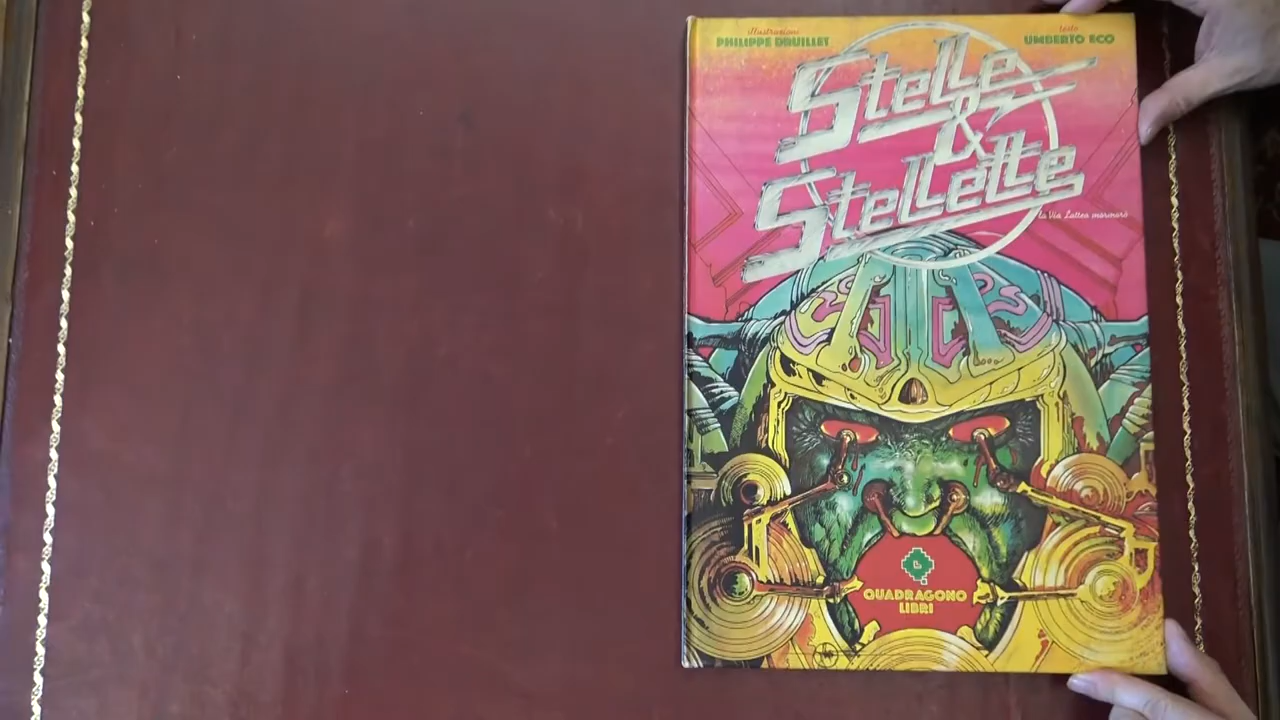 illustrazioni
PHILIPPE DRUILLET
testo
UMBERTO ECO
Stelle
&
Stellette
la Via Lattea mormorò
QUADRAGONO
LIBRI